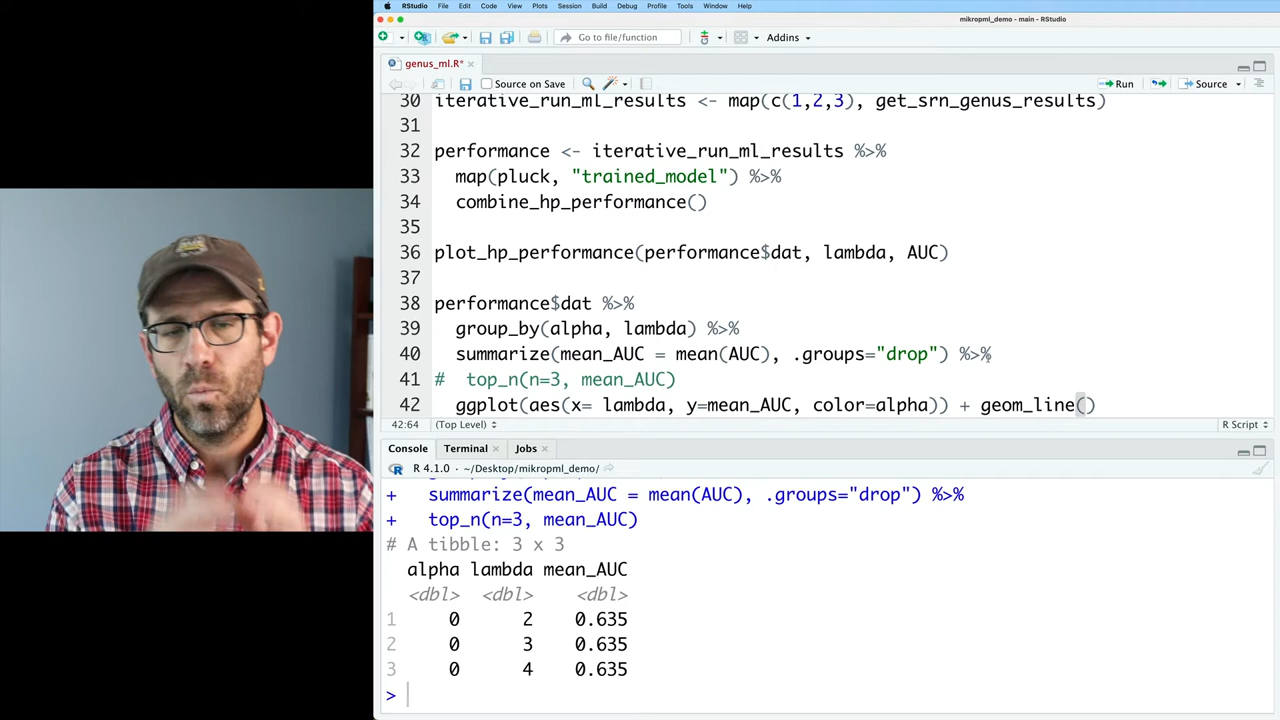 RStudio File Edit Code View Plots Session Build Debug Profile Tools Window Help
mikropml_demo - main - RStudio
Go to file/function Addins
genus_ml.R*
Source on Save Run Source
30 iterative_run_ml_results <- map(c(1,2,3), get_srn_genus_results)
31
32 performance <- iterative_run_ml_results %>%
33 map(pluck, "trained_model") %>%
34 combine_hp_performance()
35
36 plot_hp_performance(performance$dat, lambda, AUC)
37
38 performance$dat %>%
39 group_by(alpha, lambda) %>%
40 summarize(mean_AUC = mean(AUC), .groups="drop") %>%
41 # top_n(n=3, mean_AUC)
42 ggplot(aes(x= lambda, y=mean_AUC, color=alpha)) + geom_line()
42:64 (Top Level) R Script
Console Terminal Jobs
R 4.1.0 · ~/Desktop/mikropml_demo/
+ summarize(mean_AUC = mean(AUC), .groups="drop") %>%
+ top_n(n=3, mean_AUC)
# A tibble: 3 x 3
alpha lambda mean_AUC
<dbl> <dbl> <dbl>
1 0 2 0.635
2 0 3 0.635
3 0 4 0.635
>